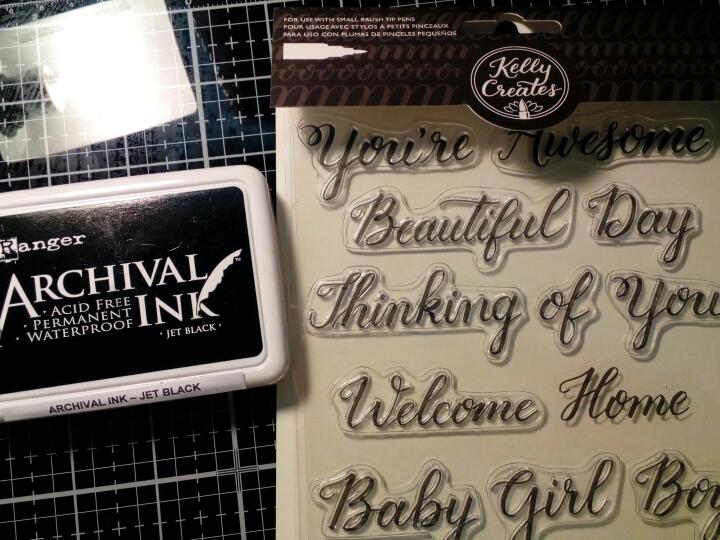 FOR USE WITH SMALL BRUSH TIP PENS
POUR USAGE AVEC STYLOS À PETITS PINCEAUX
PARA USO CON PLUMAS DE PINCELES PEQUEÑOS
Kelly
Creates
You're Awesome
Beautiful Day
Thinking of You
Welcome Home
Baby Girl Boy
Ranger
ARCHIVAL
INK™
· ACID FREE
· PERMANENT
· WATERPROOF
· JET BLACK ·
ARCHIVAL INK – JET BLACK